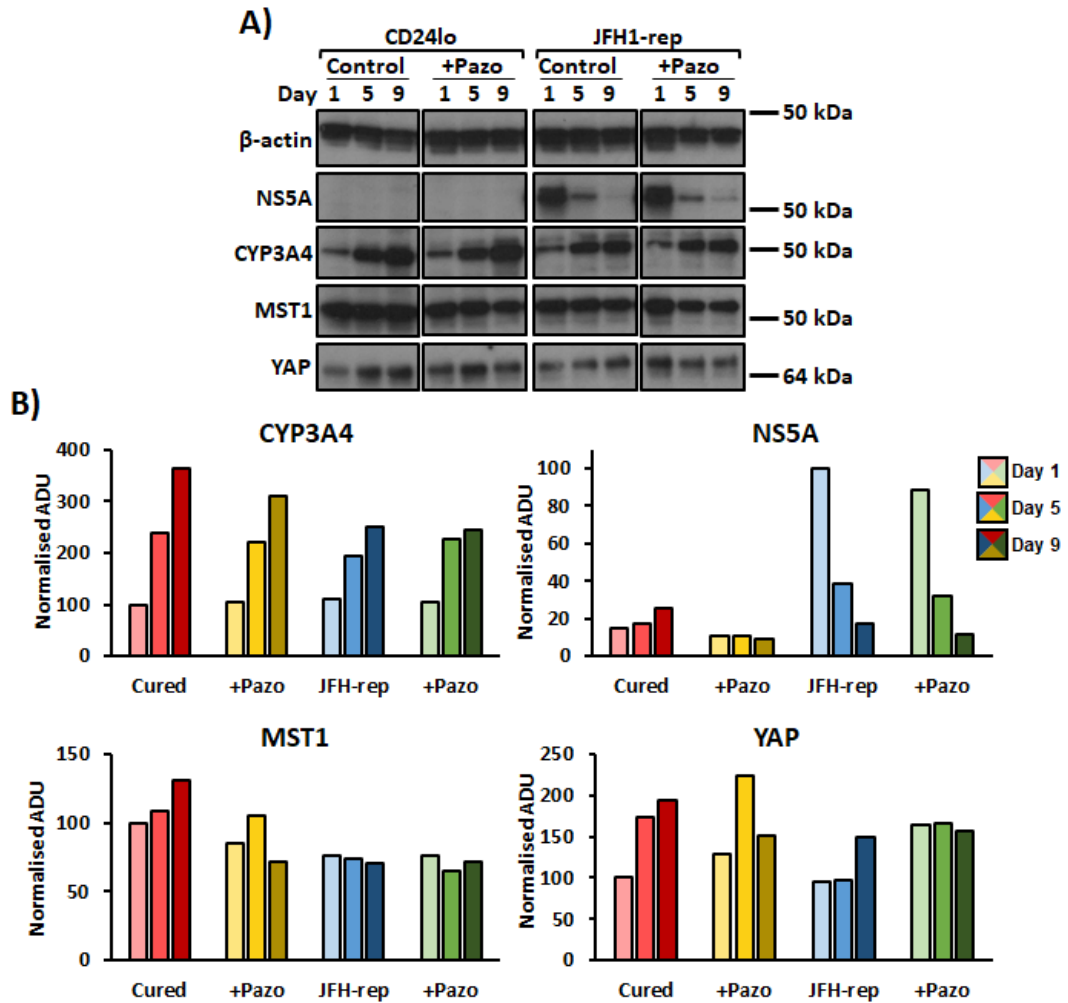 A)
CD24lo JFH1-rep
Control +Pazo Control +Pazo
Day 1 5 9 1 5 9 1 5 9 1 5 9
50 kDa
β-actin
NS5A
50 kDa
CYP3A4
50 kDa
MST1
50 kDa
YAP
64 kDa
B)
CYP3A4
Normalised ADU
400
300
200
100
0
Cured +Pazo JFH-rep +Pazo
NS5A
Normalised ADU
100
80
60
40
20
0
Cured +Pazo JFH-rep +Pazo
Day 1
Day 5
Day 9
MST1
Normalised ADU
150
100
50
0
Cured +Pazo JFH-rep +Pazo
YAP
Normalised ADU
250
200
150
100
50
0
Cured +Pazo JFH-rep +Pazo